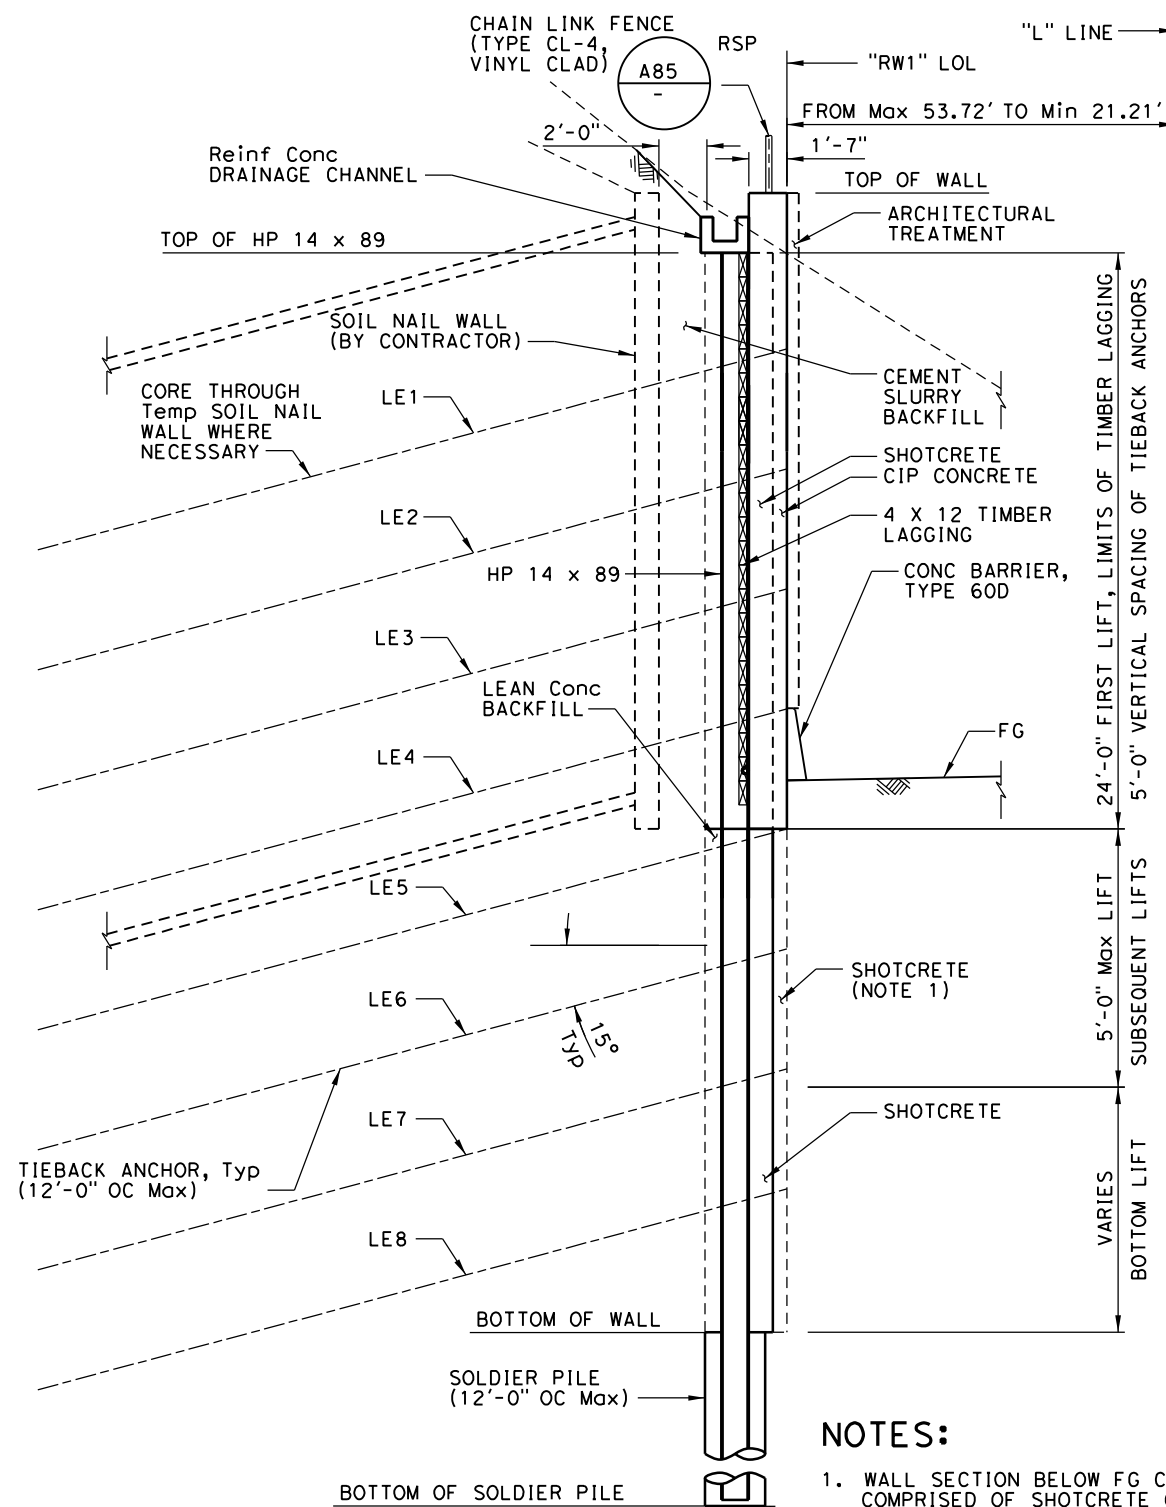 CHAIN LINK FENCE
(TYPE CL-4,
VINYL CLAD)
A85
-
RSP
"L" LINE
"RW1" LOL
FROM Max 53.72' TO Min 21.21'
2'-0"
1'-7"
Reinf Conc
DRAINAGE CHANNEL
TOP OF WALL
ARCHITECTURAL
TREATMENT
TOP OF HP 14 x 89
SOIL NAIL WALL
(BY CONTRACTOR)
CORE THROUGH
Temp SOIL NAIL
WALL WHERE
NECESSARY
LE1
CEMENT
SLURRY
BACKFILL
SHOTCRETE
CIP CONCRETE
LE2
4 X 12 TIMBER
LAGGING
HP 14 x 89
CONC BARRIER,
TYPE 60D
24'-0" FIRST LIFT, LIMITS OF TIMBER LAGGING
5'-0" VERTICAL SPACING OF TIEBACK ANCHORS
LE3
LEAN Conc
BACKFILL
FG
LE4
LE5
5'-0" Max LIFT
SUBSEQUENT LIFTS
SHOTCRETE
(NOTE 1)
LE6
15°
Typ
LE7
SHOTCRETE
TIEBACK ANCHOR, Typ
(12'-0" OC Max)
VARIES
BOTTOM LIFT
LE8
BOTTOM OF WALL
SOLDIER PILE
(12'-0" OC Max)
NOTES:
1. WALL SECTION BELOW FG C
COMPRISED OF SHOTCRETE
BOTTOM OF SOLDIER PILE